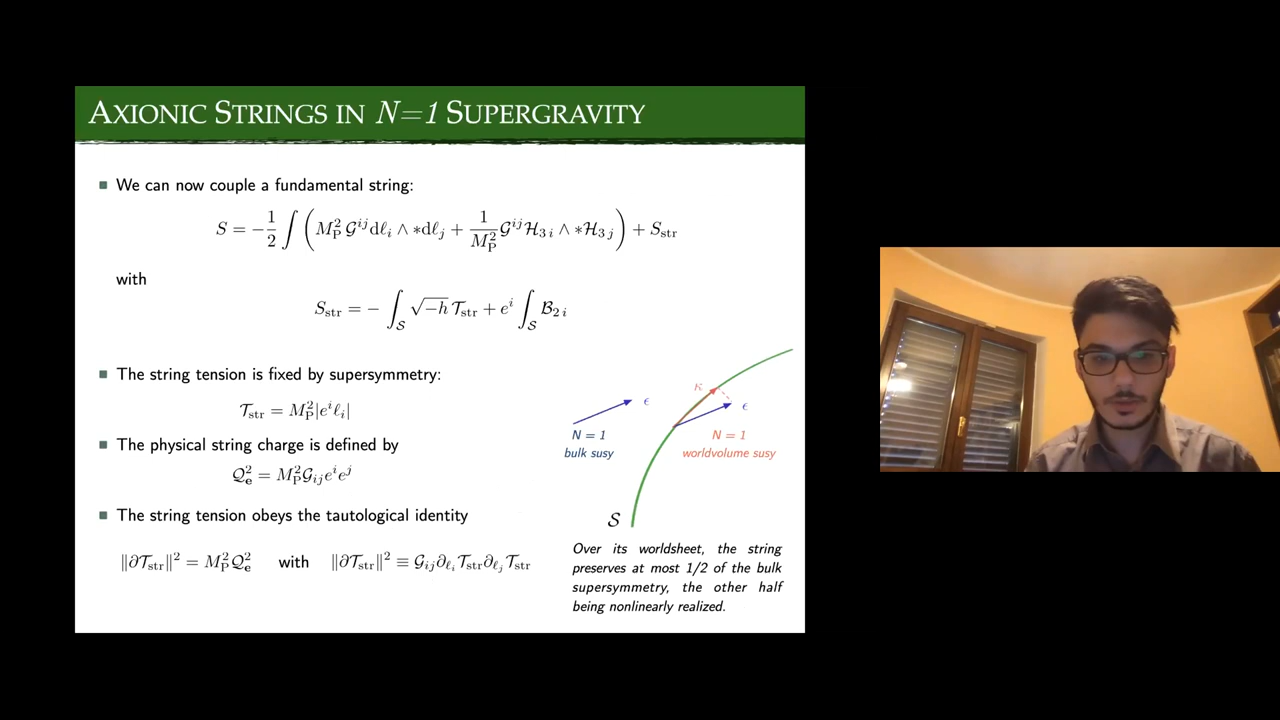 AXIONIC STRINGS IN N=1 SUPERGRAVITY
We can now couple a fundamental string:
S = −1/2 ∫ ( M_P^2 𝒢^{ij} dℓ_i ∧ ∗dℓ_j + 1/M_P^2 𝒢^{ij} ℋ_{3 i} ∧ ∗ℋ_{3 j} ) + S_str
with
S_str = − ∫_𝒮 √−h 𝒯_str + e^i ∫_𝒮 ℬ_{2 i}
The string tension is fixed by supersymmetry:
𝒯_str = M_P^2 |e^i ℓ_i|
The physical string charge is defined by
𝒬_e^2 = M_P^2 𝒢_{ij} e^i e^j
The string tension obeys the tautological identity
‖∂𝒯_str‖^2 = M_P^2 𝒬_e^2 with ‖∂𝒯_str‖^2 ≡ 𝒢_{ij} ∂_{ℓ_i} 𝒯_str ∂_{ℓ_j} 𝒯_str
ϵ
N = 1
bulk susy
κ
ϵ
N = 1
worldvolume susy
𝒮
Over its worldsheet, the string
preserves at most 1/2 of the bulk
supersymmetry, the other half
being nonlinearly realized.